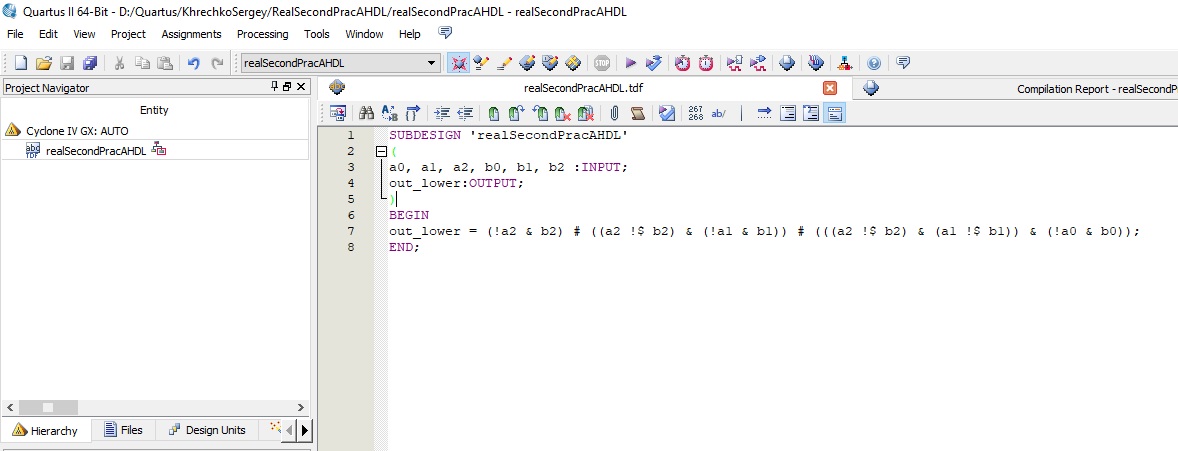 Quartus II 64-Bit - D:/Quartus/KhrechkoSergey/RealSecondPracAHDL/realSecondPracAHDL - realSecondPracAHDL
File Edit View Project Assignments Processing Tools Window Help
realSecondPracAHDL
STOP
Project Navigator
realSecondPracAHDL.tdf
Compilation Report - realSecondP
Entity
Cyclone IV GX: AUTO
abc TDF realSecondPracAHDL
267 268 ab/
1 SUBDESIGN 'realSecondPracAHDL'
2 (
3 a0, a1, a2, b0, b1, b2 :INPUT;
4 out_lower:OUTPUT;
5 )
6 BEGIN
7 out_lower = (!a2 & b2) # ((a2 !$ b2) & (!a1 & b1)) # (((a2 !$ b2) & (a1 !$ b1)) & (!a0 & b0));
8 END;
Hierarchy Files Design Units